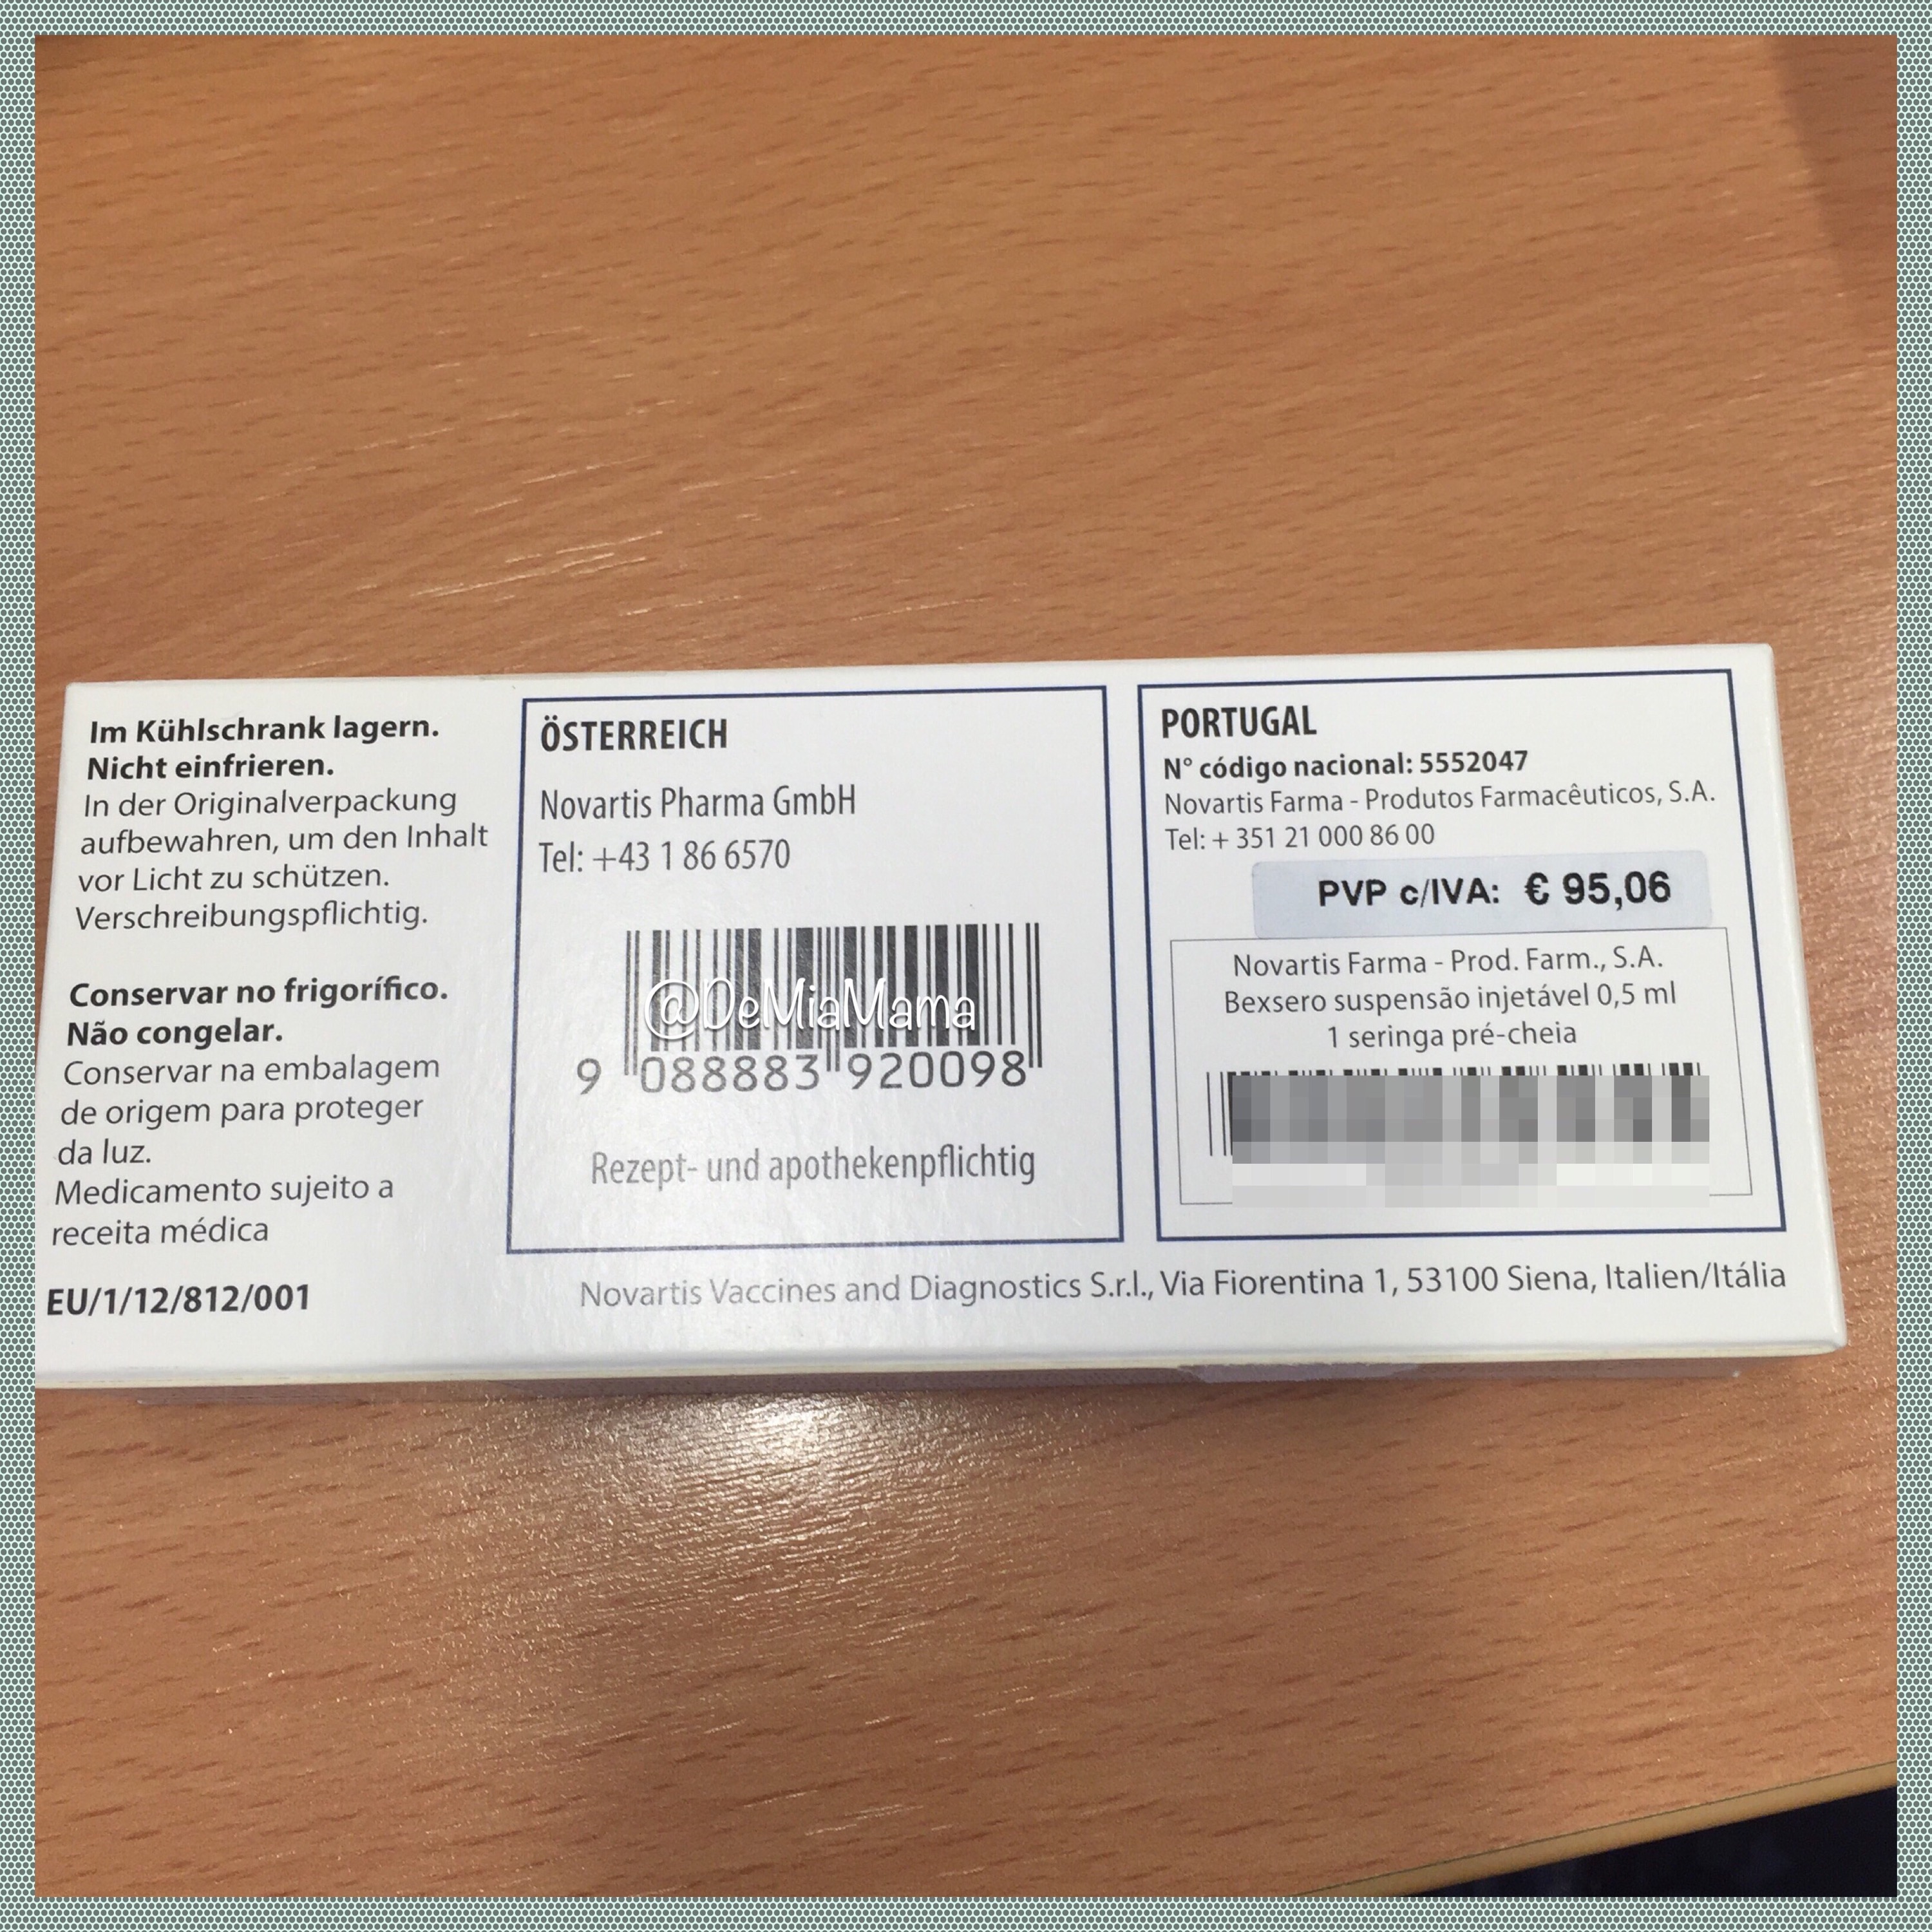 Im Kühlschrank lagern.
Nicht einfrieren.
In der Originalverpackung
aufbewahren, um den Inhalt
vor Licht zu schützen.
Verschreibungspflichtig.
Conservar no frigorífico.
Não congelar.
Conservar na embalagem
de origem para proteger
da luz.
Medicamento sujeito a
receita médica
EU/1/12/812/001
ÖSTERREICH
Novartis Pharma GmbH
Tel: +43 1 86 6570
@DeMiaMama
9 088883 920098
Rezept- und apothekenpflichtig
PORTUGAL
N° código nacional: 5552047
Novartis Farma - Produtos Farmacêuticos, S.A.
Tel: + 351 21 000 86 00
PVP c/IVA: € 95,06
Novartis Farma - Prod. Farm., S.A.
Bexsero suspensão injetável 0,5 ml
1 seringa pré-cheia
Novartis Vaccines and Diagnostics S.r.l., Via Fiorentina 1, 53100 Siena, Italien/Itália